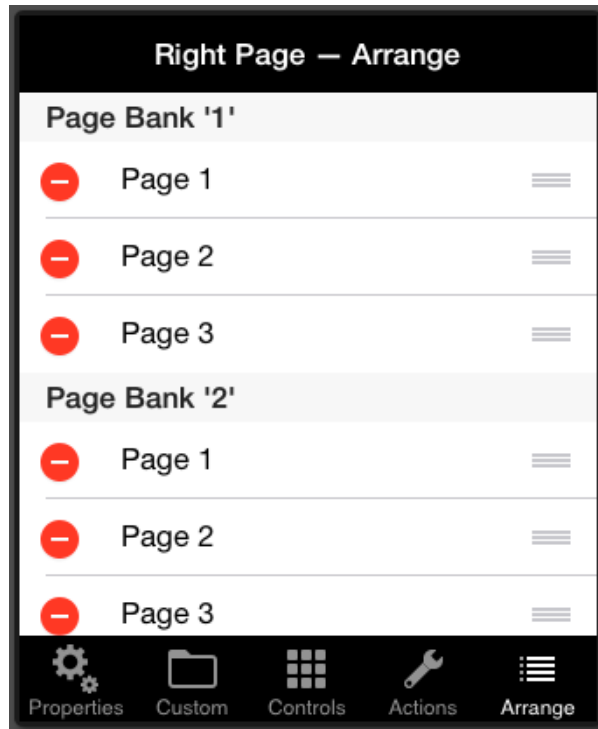 Right Page — Arrange
Page Bank '1'
Page 1
Page 2
Page 3
Page Bank '2'
Page 1
Page 2
Page 3
Properties Custom Controls Actions Arrange